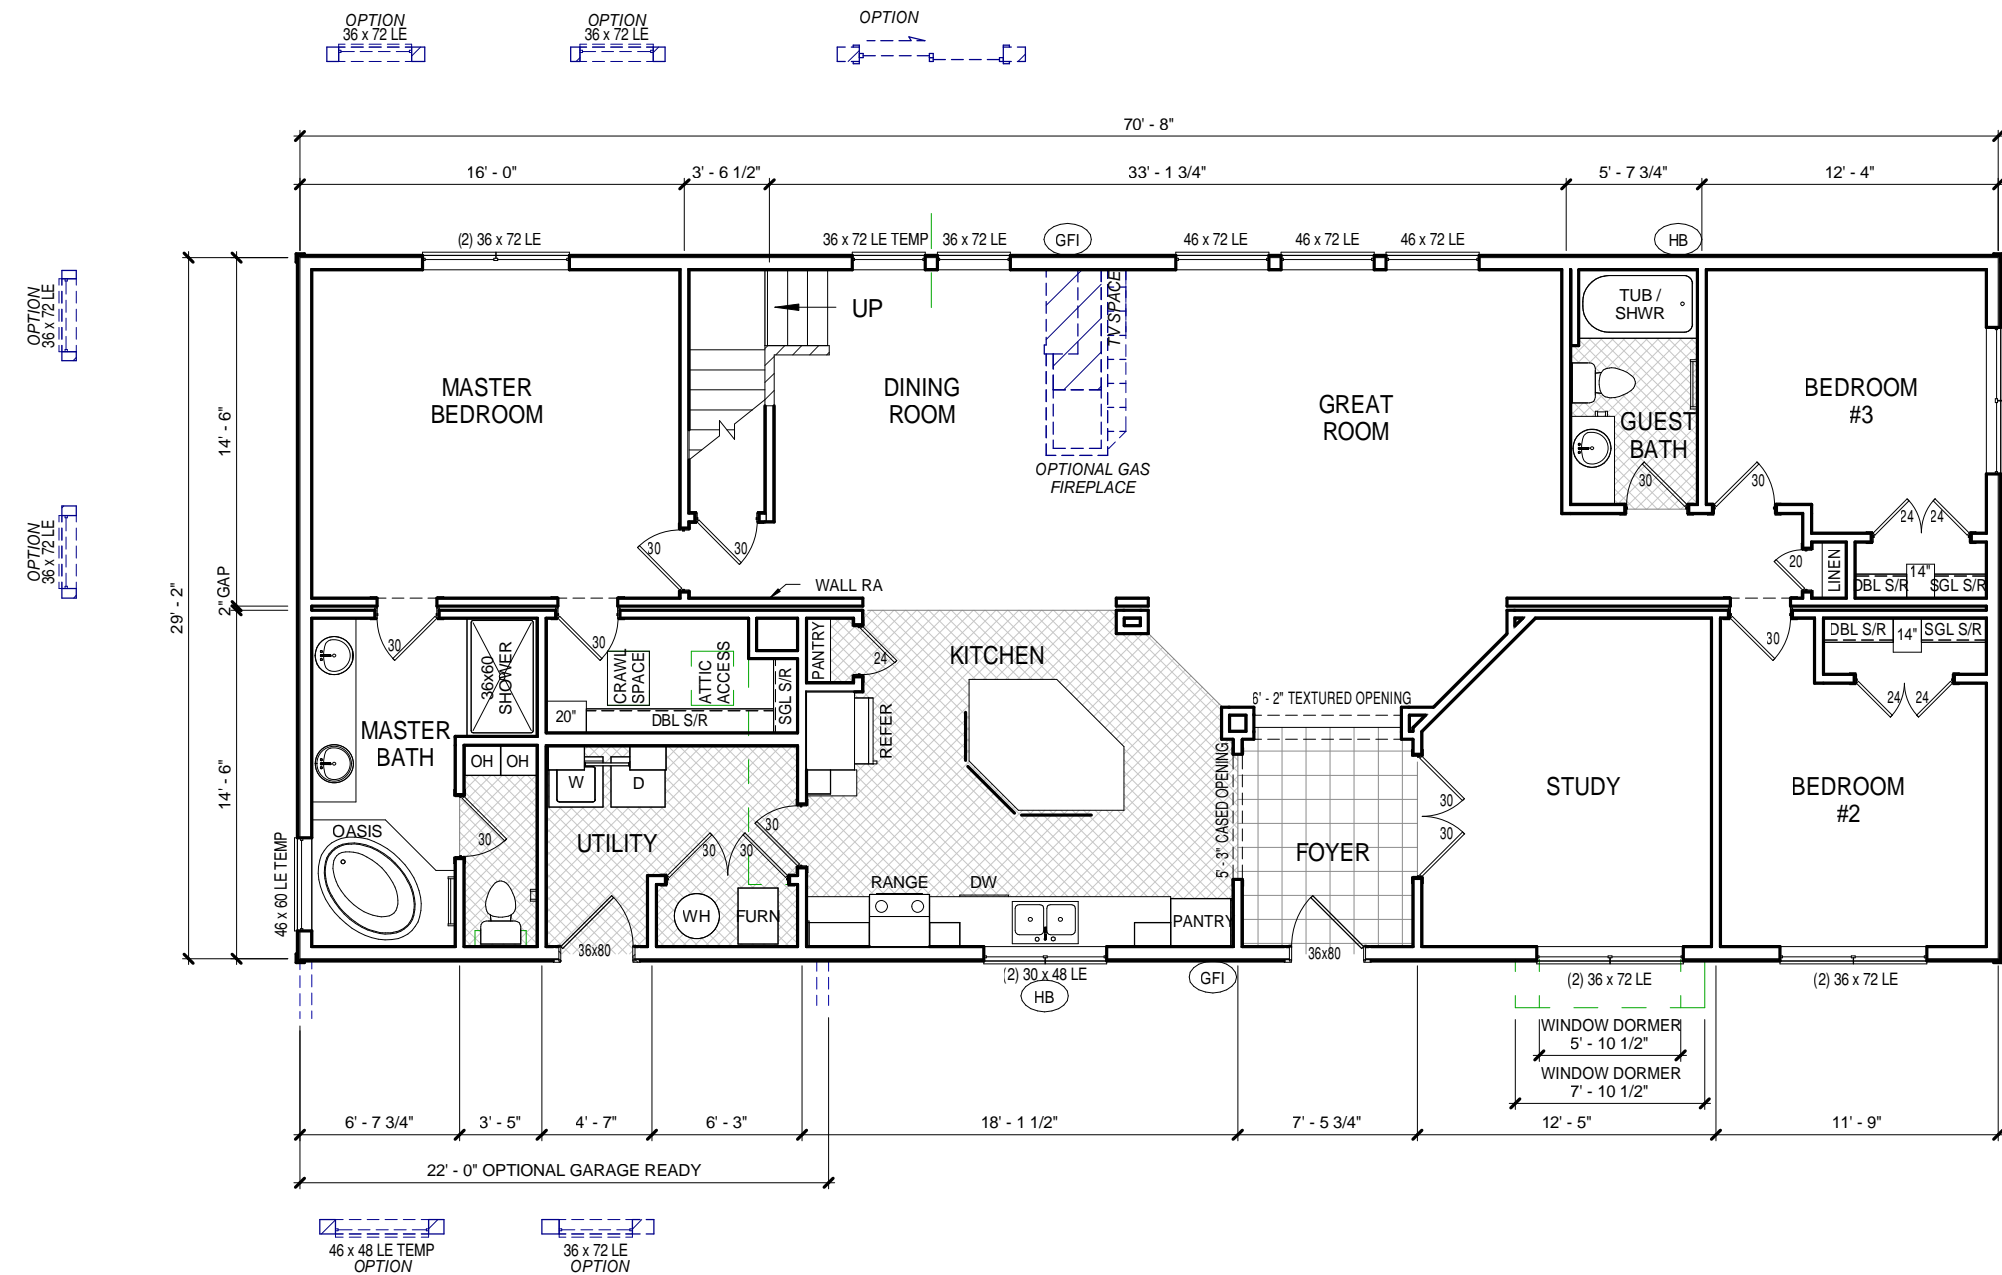 OPTION
36 x 72 LE
OPTION
36 x 72 LE
OPTION
70' - 8"
16' - 0"
3' - 6 1/2"
33' - 1 3/4"
5' - 7 3/4"
12' - 4"
(2) 36 x 72 LE
36 x 72 LE TEMP
36 x 72 LE
GFI
46 x 72 LE
46 x 72 LE
46 x 72 LE
HB
OPTION
36 x 72 LE
OPTION
36 x 72 LE
29' - 2"
14' - 6"
2" GAP
14' - 6"
UP
TV SPACE
TUB /
SHWR
MASTER
BEDROOM
DINING
ROOM
GREAT
ROOM
GUEST
BATH
BEDROOM
#3
OPTIONAL GAS
FIREPLACE
30
30
30
30
24
24
20
LINEN
DBL S/R
14"
SGL S/R
WALL RA
30
30
30
DBL S/R
14"
SGL S/R
24
24
36x60
SHOWER
CRAWL
SPACE
ATTIC
ACCESS
SGL S/R
PANTRY
24
KITCHEN
20"
DBL S/R
REFER
6' - 2" TEXTURED OPENING
MASTER
BATH
OH
OH
W
D
5' - 3" CASED OPENING
STUDY
BEDROOM
#2
30
30
OASIS
30
UTILITY
30
30
30
FOYER
46 x 60 LE TEMP
WH
FURN
RANGE
DW
PANTRY
36x80
36x80
(2) 30 x 48 LE
HB
GFI
(2) 36 x 72 LE
(2) 36 x 72 LE
WINDOW DORMER
5' - 10 1/2"
WINDOW DORMER
7' - 10 1/2"
6' - 7 3/4"
3' - 5"
4' - 7"
6' - 3"
18' - 1 1/2"
7' - 5 3/4"
12' - 5"
11' - 9"
22' - 0" OPTIONAL GARAGE READY
46 x 48 LE TEMP
OPTION
36 x 72 LE
OPTION